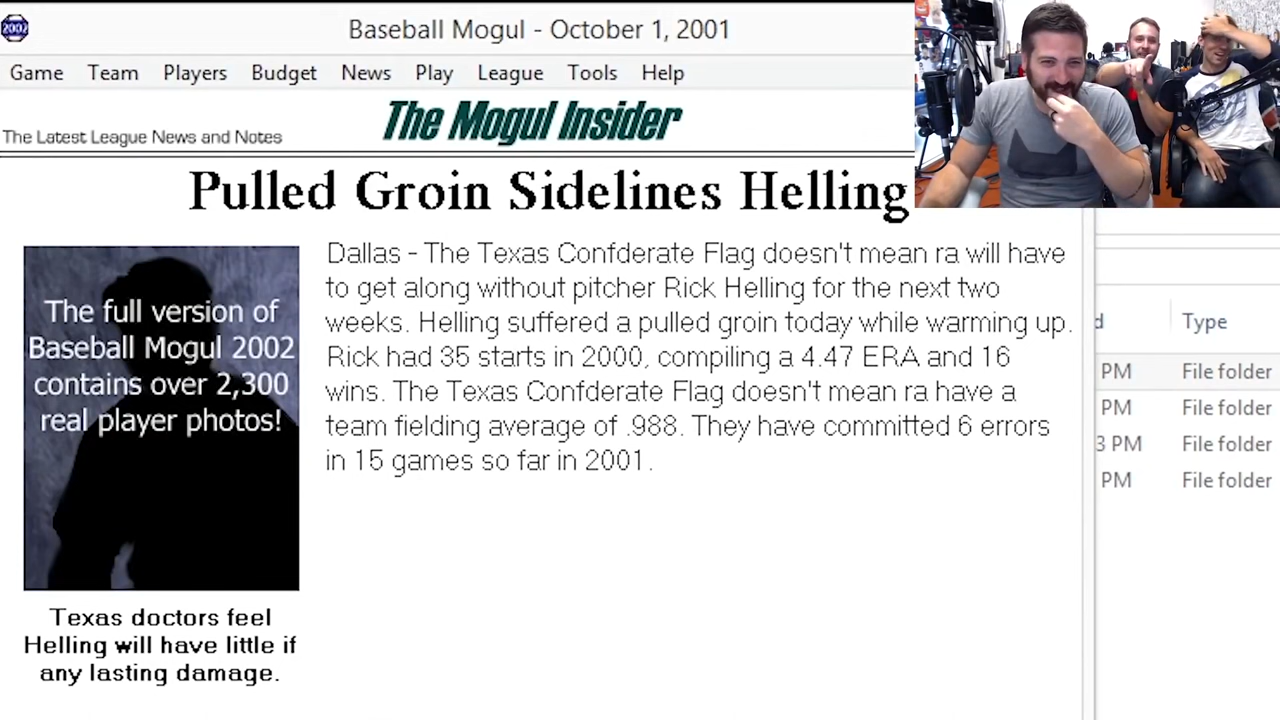 2002
Baseball Mogul - October 1, 2001
Game Team Players Budget News Play League Tools Help
The Latest League News and Notes
The Mogul Insider
Pulled Groin Sidelines Helling
The full version of
Baseball Mogul 2002
contains over 2,300
real player photos!
Texas doctors feel
Helling will have little if
any lasting damage.
Dallas - The Texas Confderate Flag doesn't mean ra will have
to get along without pitcher Rick Helling for the next two
weeks. Helling suffered a pulled groin today while warming up.
Rick had 35 starts in 2000, compiling a 4.47 ERA and 16
wins. The Texas Confderate Flag doesn't mean ra have a
team fielding average of .988. They have committed 6 errors
in 15 games so far in 2001.
d Type
PM File folder
PM File folder
3 PM File folder
PM File folder